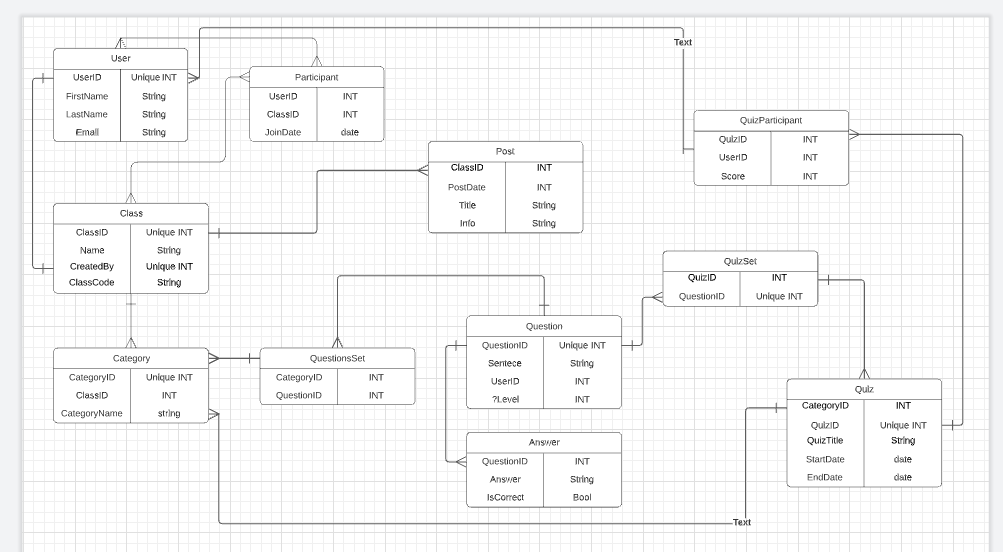 Text
User
UserID Unique INT
FirstName String
LastName String
Email String
Participant
UserID INT
ClassID INT
JoinDate date
QuizParticipant
QuizID INT
UserID INT
Score INT
Post
ClassID INT
PostDate INT
Title String
Info String
Class
ClassID Unique INT
Name String
CreatedBy Unique INT
ClassCode String
QuizSet
QuizID INT
QuestionID Unique INT
Question
QuestionID Unique INT
Sentece String
UserID INT
?Level INT
Category
CategoryID Unique INT
ClassID INT
CategoryName string
QuestionsSet
CategoryID INT
QuestionID INT
Quiz
CategoryID INT
QuizID Unique INT
QuizTitle String
StartDate date
EndDate date
Answer
QuestionID INT
Answer String
IsCorrect Bool
Text